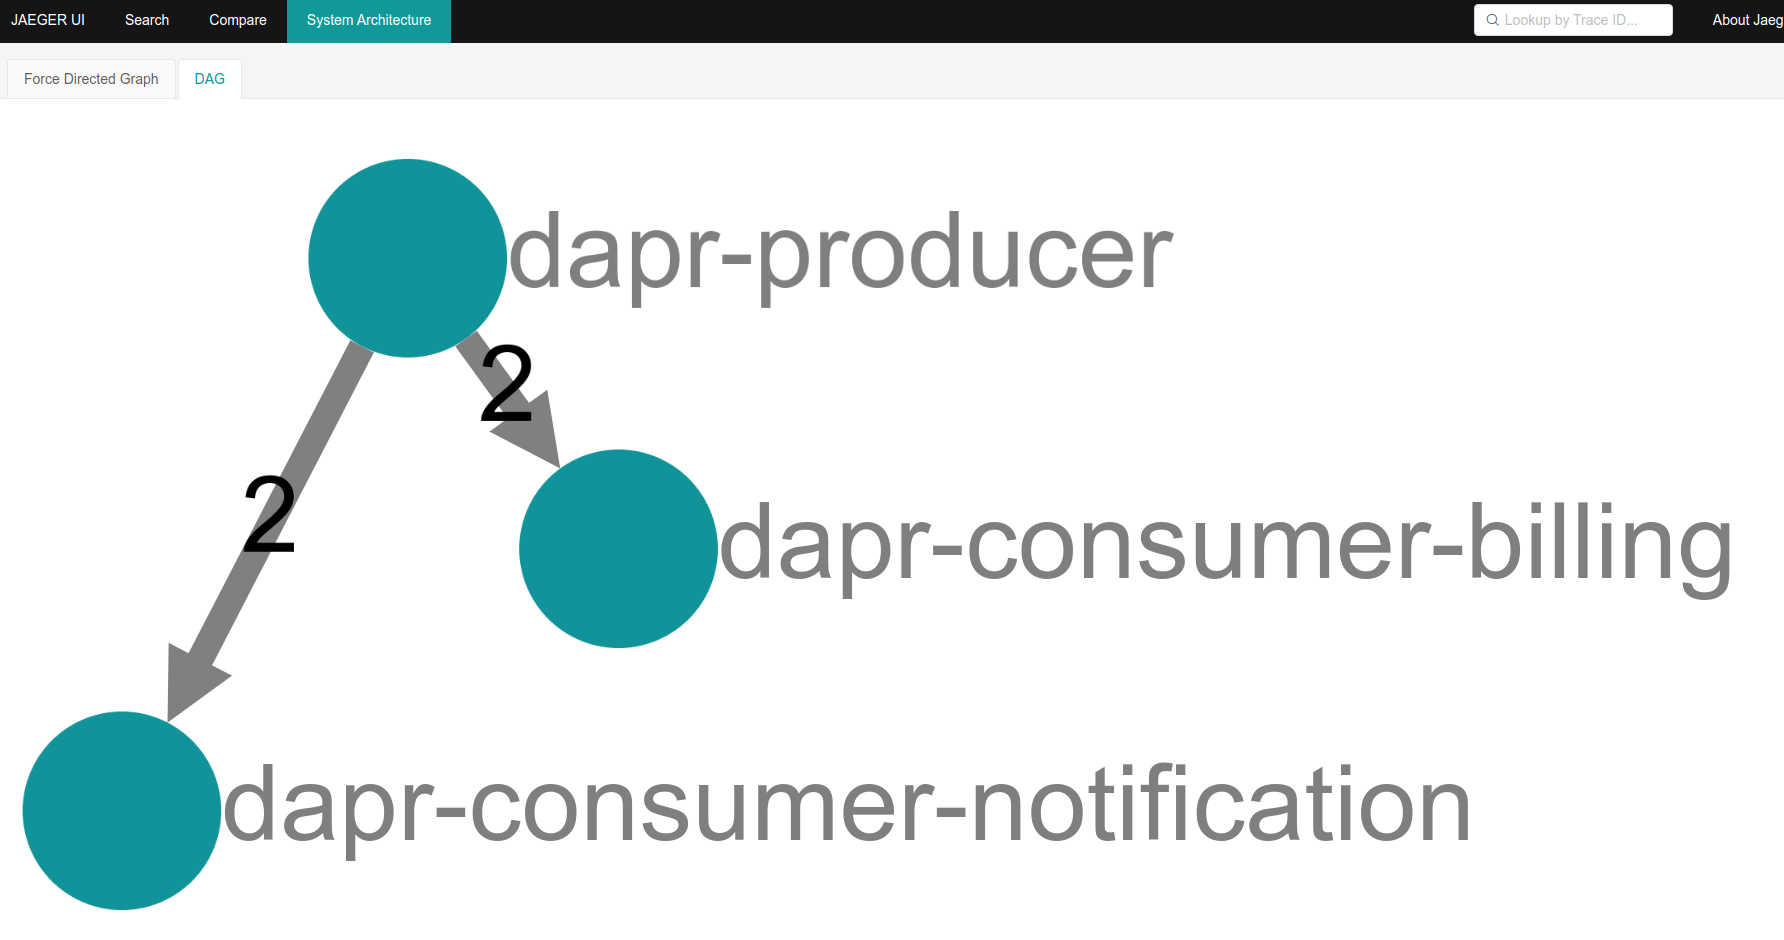 JAEGER UI Search Compare System Architecture Lookup by Trace ID... About Jaeg
Force Directed Graph DAG
dapr-producer
2
dapr-consumer-billing
2
dapr-consumer-notification